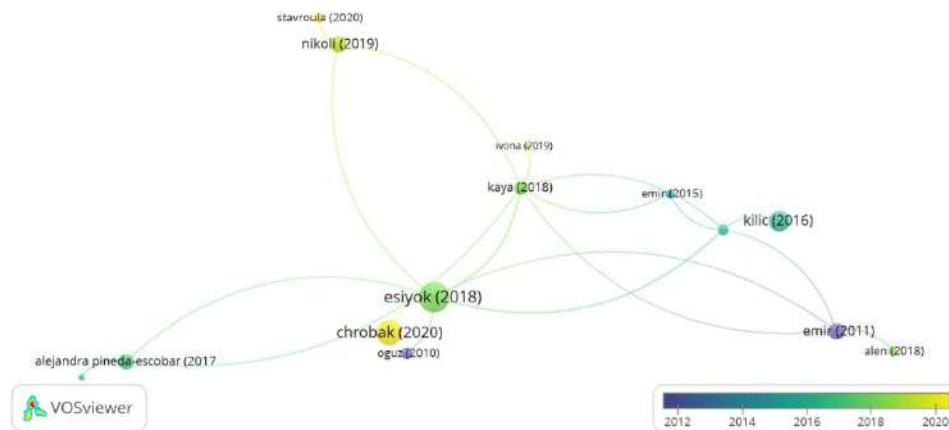 stavroula (2020)
nikoli (2019)
ivona (2019)
kaya (2018)
emir (2015)
kilic (2016)
esiyok (2018)
chrobak (2020)
oguz (2010)
emir (2011)
alen (2018)
alejandra pineda-escobar (2017
VOSviewer
2012 2014 2016 2018 2020